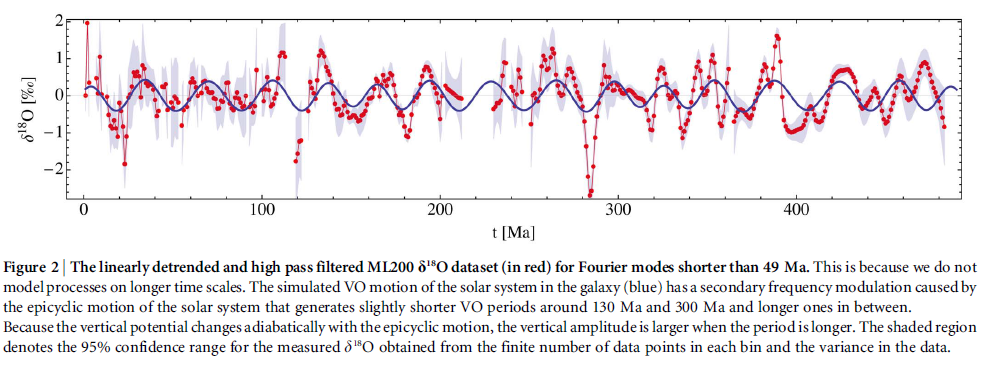 2
1
0
−1
−2
δ¹⁸O [‰]
0 100 200 300 400
t [Ma]
Figure 2 | The linearly detrended and high pass filtered ML200 δ¹⁸O dataset (in red) for Fourier modes shorter than 49 Ma. This is because we do not
model processes on longer time scales. The simulated VO motion of the solar system in the galaxy (blue) has a secondary frequency modulation caused by
the epicyclic motion of the solar system that generates slightly shorter VO periods around 130 Ma and 300 Ma and longer ones in between.
Because the vertical potential changes adiabatically with the epicyclic motion, the vertical amplitude is larger when the period is longer. The shaded region
denotes the 95% confidence range for the measured δ¹⁸O obtained from the finite number of data points in each bin and the variance in the data.